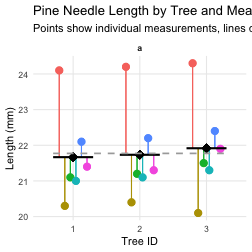 Pine Needle Length by Tree and Mea
Points show individual measurements, lines
a
Length (mm)
24
23
22
21
20
1 2 3
Tree ID